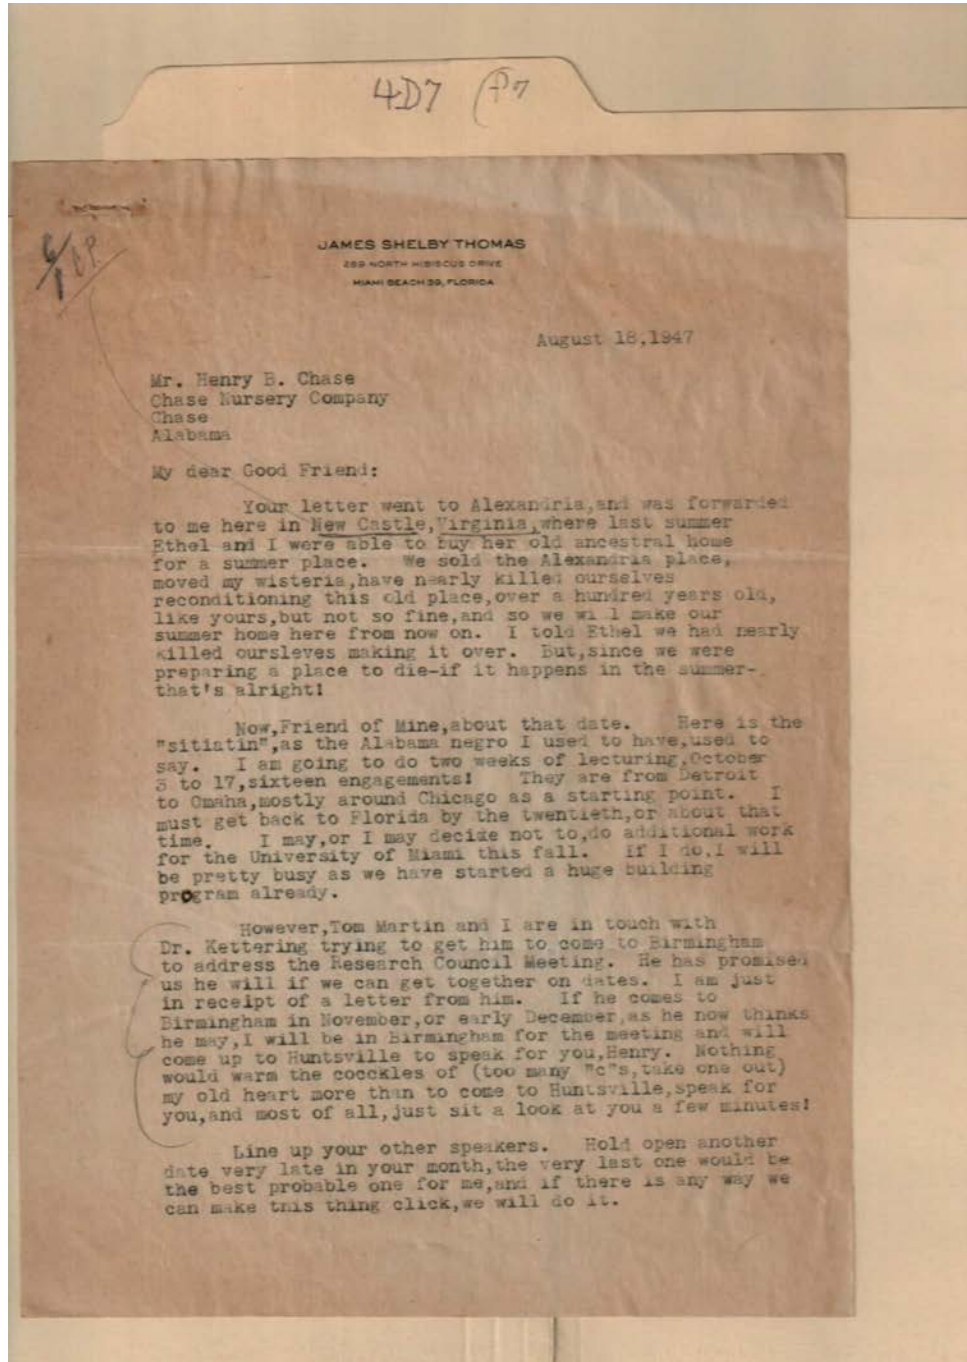 4D7 (P7
JAMES SHELBY THOMAS
289 NORTH HIBISCUS DRIVE
MIAMI BEACH 39, FLORIDA
August 18,1947
Mr. Henry B. Chase
Chase Nursery Company
Chase
Alabama
My dear Good Friend:
Your letter went to Alexandria,and was forwarded
to me here in New Castle,Virginia,where last summer
Ethel and I were able to buy her old ancestral home
for a summer place. We sold the Alexandria place,
moved my wisteria,have nearly killed ourselves
reconditioning this old place,over a hundred years old,
like yours,but not so fine,and so we wi l make our
summer home here from now on. I told Ethel we had nearly
killed oursleves making it over. But,since we were
preparing a place to die-if it happens in the summer-
that's alright!
Now,Friend of Mine,about that date. Here is the
"sitiatin",as the Alabama negro I used to have,used to
say. I am going to do two weeks of lecturing,October
3 to 17,sixteen engagements! They are from Detroit
to Omaha,mostly around Chicago as a starting point. I
must get back to Florida by the twentieth,or about that
time. I may,or I may decide not to,do additional work
for the University of Miami this fall. If I do,I will
be pretty busy as we have started a huge building
program already.
However,Tom Martin and I are in touch with
Dr. Kettering trying to get him to come to Birmingham
to address the Research Council Meeting. He has promised
us he will if we can get together on dates. I am just
in receipt of a letter from him. If he comes to
Birmingham in November,or early December,as he now thinks
he may,I will be in Birmingham for the meeting and will
come up to Huntsville to speak for you,Henry. Nothing
would warm the cocckles of (too many "c"s,take one out)
my old heart more than to come to Huntsville,speak for
you,and most of all,just sit a look at you a few minutes!
Line up your other speakers. Hold open another
date very late in your month,the very last one would be
the best probable one for me,and if there is any way we
can make this thing click,we will do it.